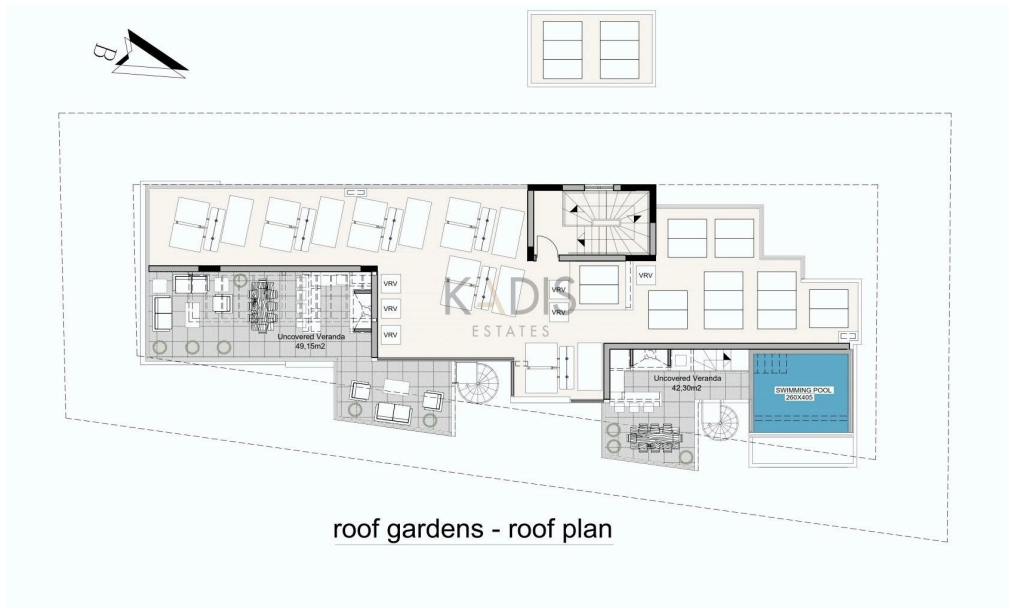 B
VRV
VRV
VRV
VRV
VRV
VRV
KADIS
ESTATES
Uncovered Veranda
49,15m2
Uncovered Veranda
42,30m2
SWIMMING POOL
260X405
roof gardens - roof plan